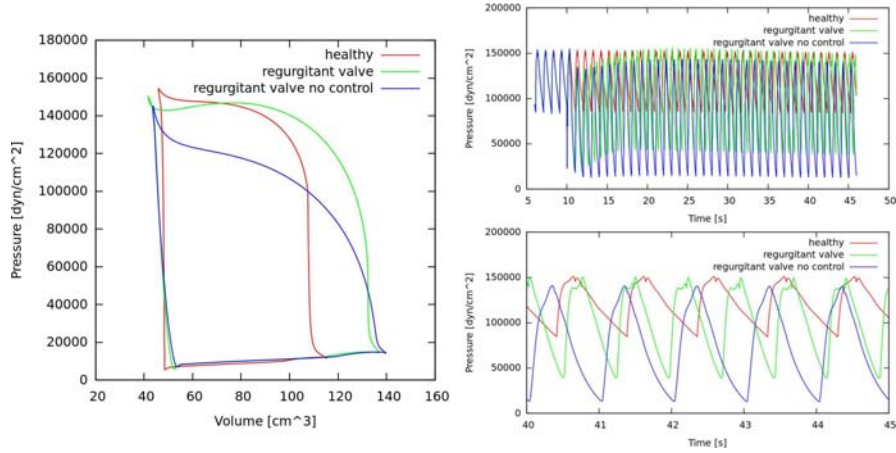 180000
160000
140000
120000
100000
80000
60000
40000
20000
0
Pressure [dyn/cm^2]
healthy
regurgitant valve
regurgitant valve no control
20 40 60 80 100 120 140 160
Volume [cm^3]
200000
150000
100000
50000
0
Pressure [dyn/cm^2]
healthy
regurgitant valve
regurgitant valve no control
5 10 15 20 25 30 35 40 45 50
Time [s]
200000
150000
100000
50000
0
Pressure [dyn/cm^2]
healthy
regurgitant valve
regurgitant valve no control
40 41 42 43 44 45
Time [s]